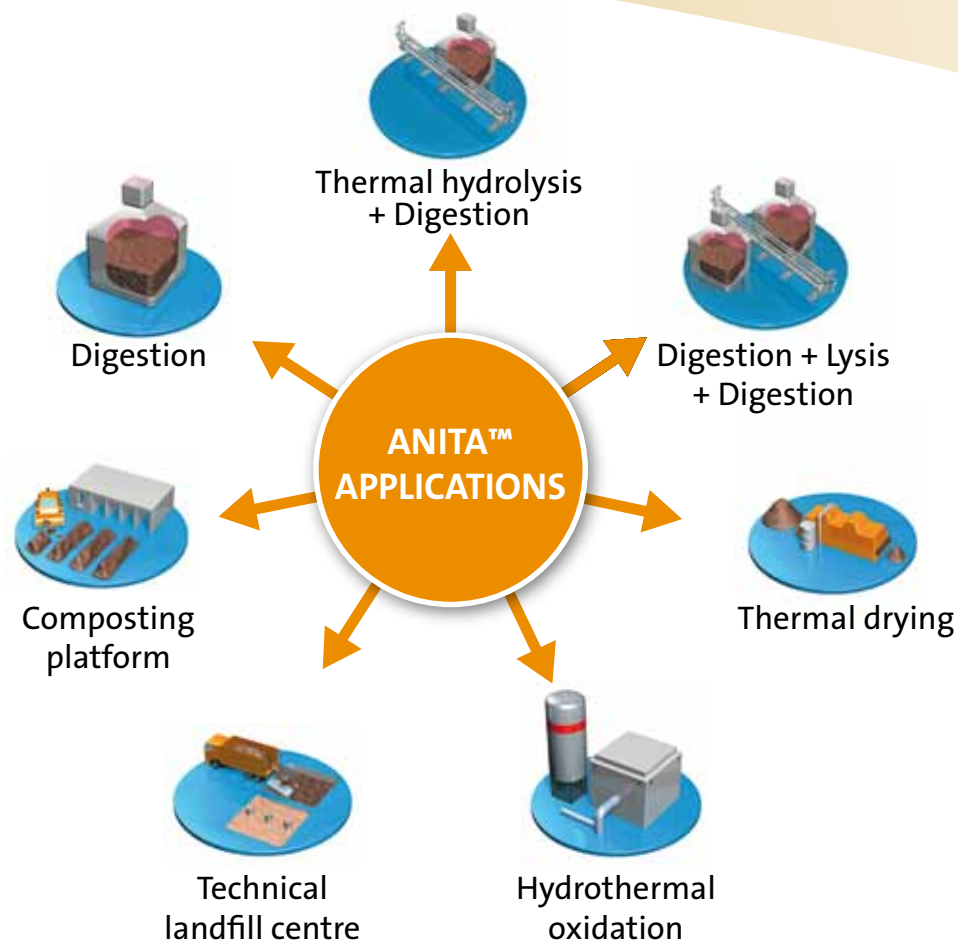 Thermal hydrolysis
+ Digestion
Digestion
Digestion + Lysis
+ Digestion
ANITA™
APPLICATIONS
Composting
platform
Thermal drying
Technical
landfill centre
Hydrothermal
oxidation